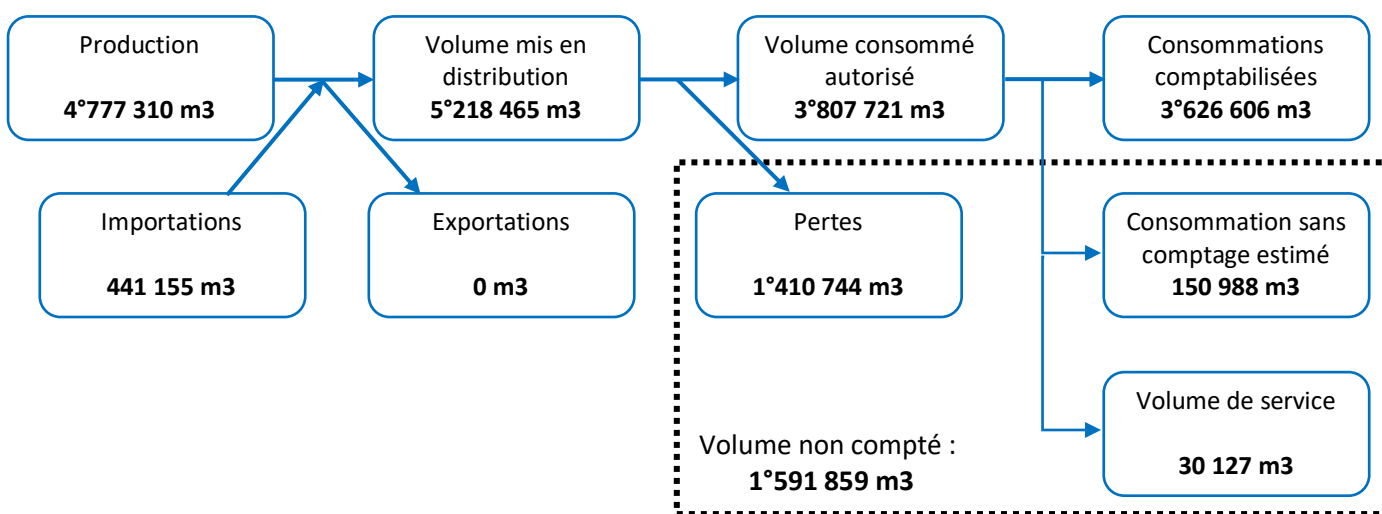 Production
4°777 310 m3
Volume mis en
distribution
5°218 465 m3
Volume consommé
autorisé
3°807 721 m3
Consommations
comptabilisées
3°626 606 m3
Importations
441 155 m3
Exportations
0 m3
Pertes
1°410 744 m3
Consommation sans
comptage estimé
150 988 m3
Volume de service
30 127 m3
Volume non compté :
1°591 859 m3